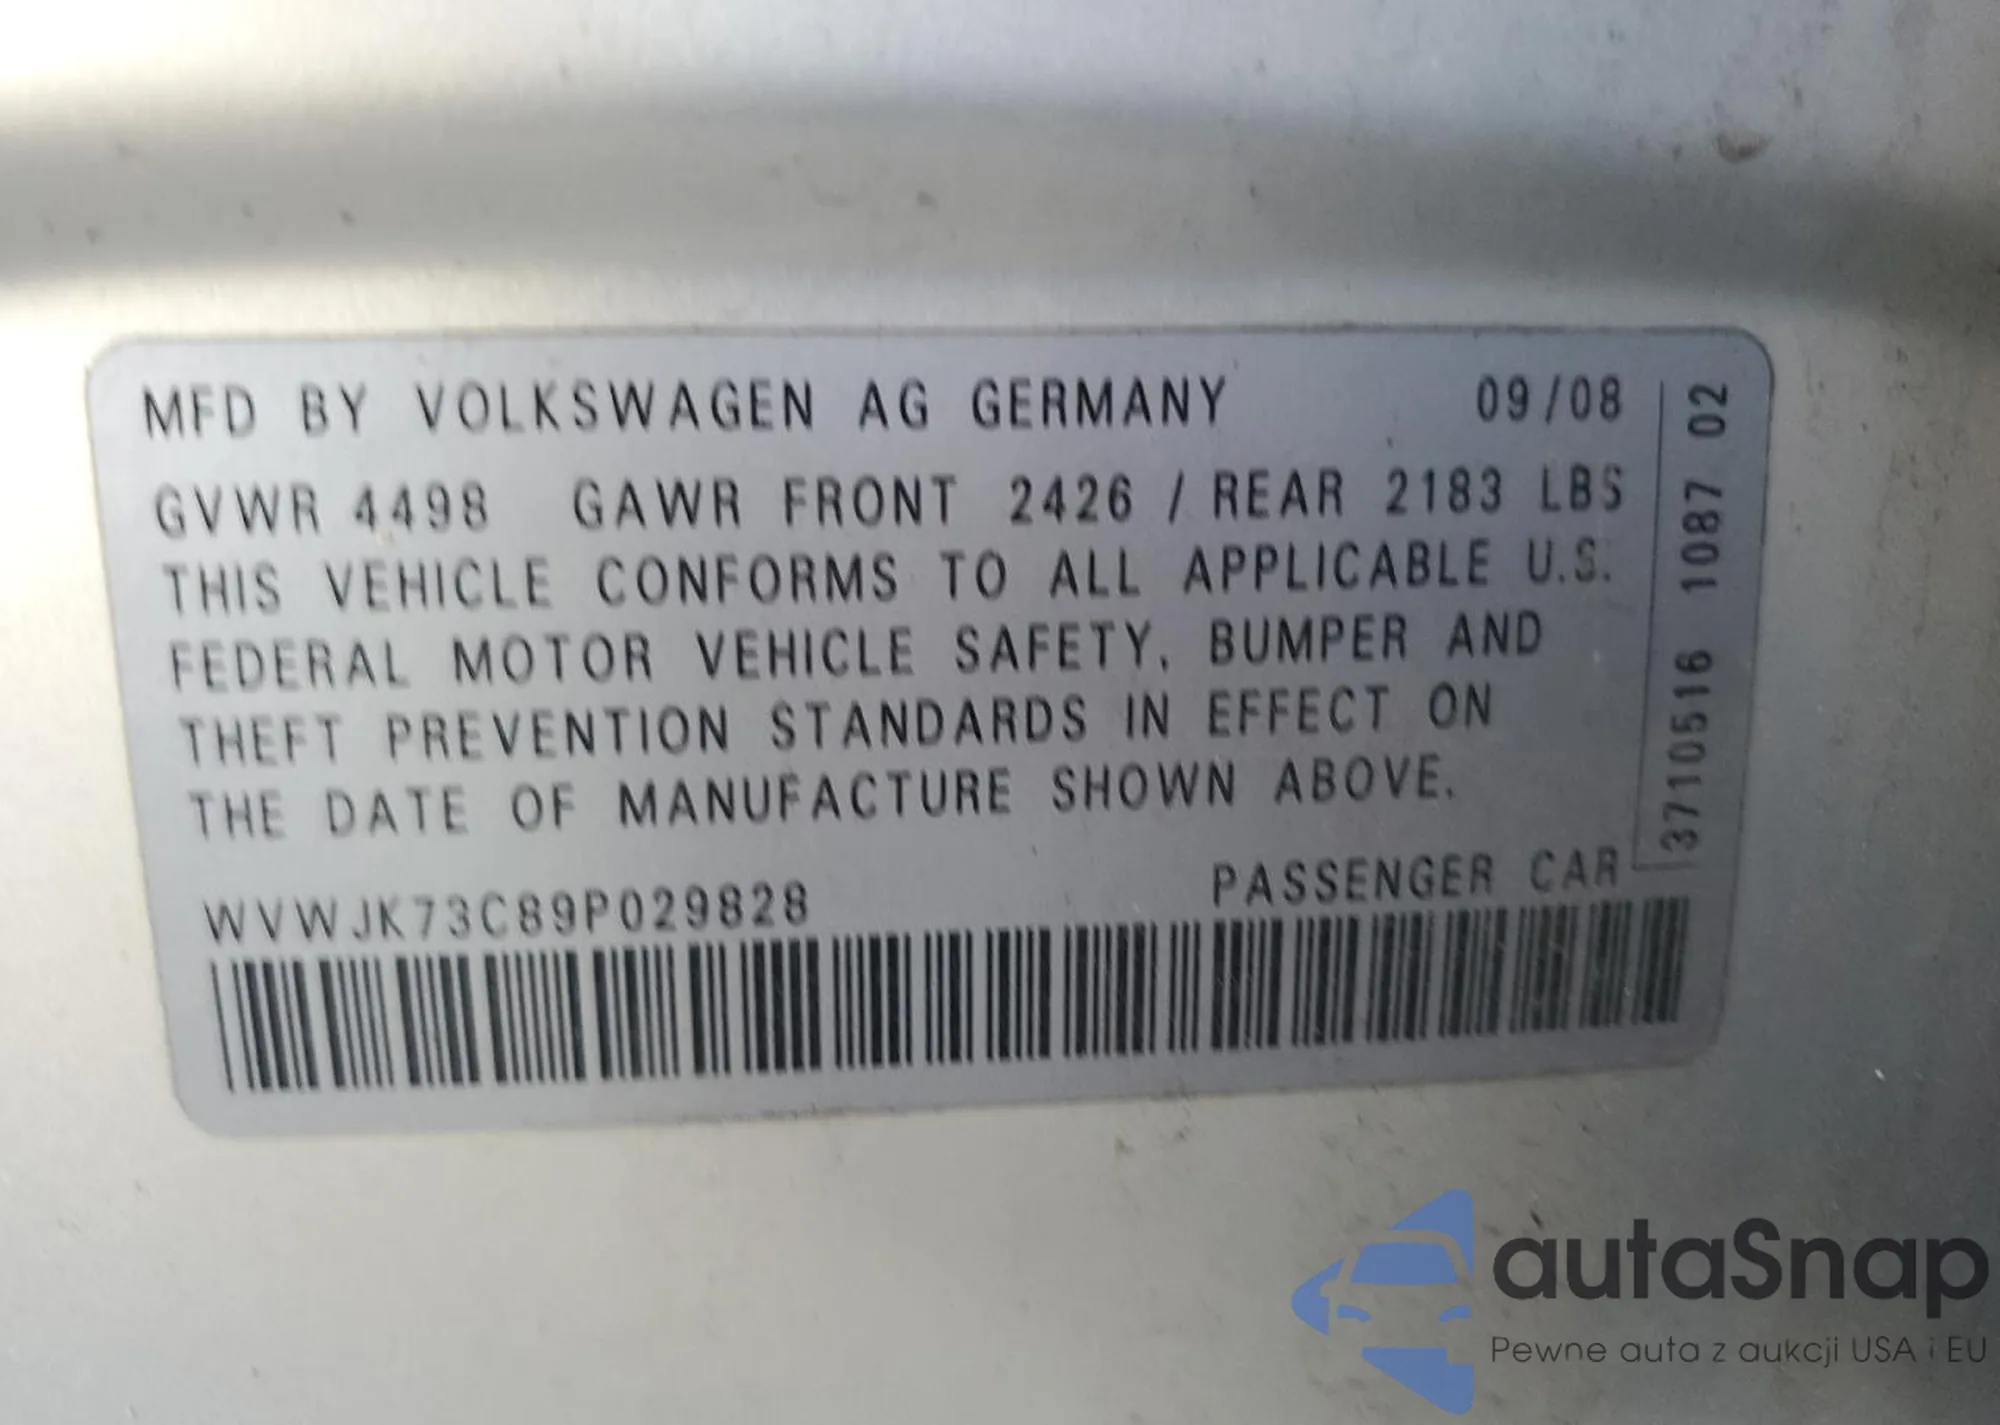 MFD BY VOLKSWAGEN AG GERMANY 09/08
GVWR 4498 GAWR FRONT 2426 / REAR 2183 LBS
THIS VEHICLE CONFORMS TO ALL APPLICABLE U.S.
FEDERAL MOTOR VEHICLE SAFETY, BUMPER AND
THEFT PREVENTION STANDARDS IN EFFECT ON
THE DATE OF MANUFACTURE SHOWN ABOVE.
WVWJK73C89P029828 PASSENGER CAR
3710516 1087 02
autaSnap
Pewne auta z aukcji USA i EU